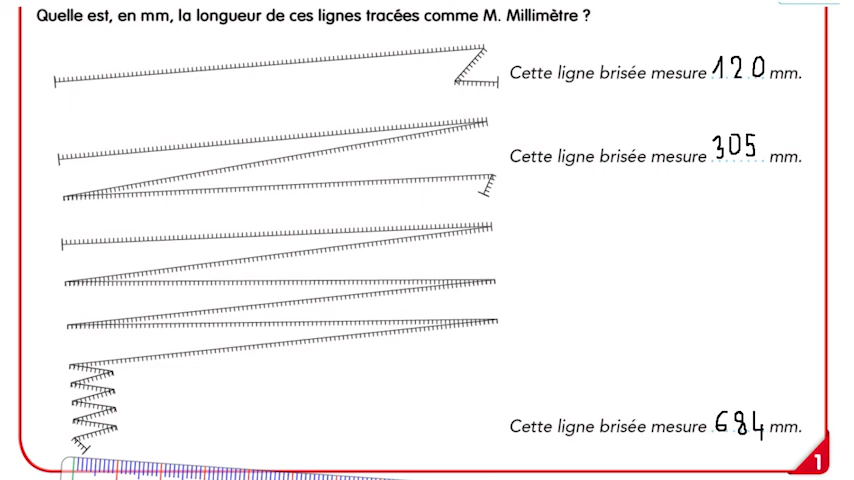 Quelle est, en mm, la longueur de ces lignes tracées comme M. Millimètre ?
Cette ligne brisée mesure 120 mm.
Cette ligne brisée mesure 305 mm.
Cette ligne brisée mesure 684 mm.
1